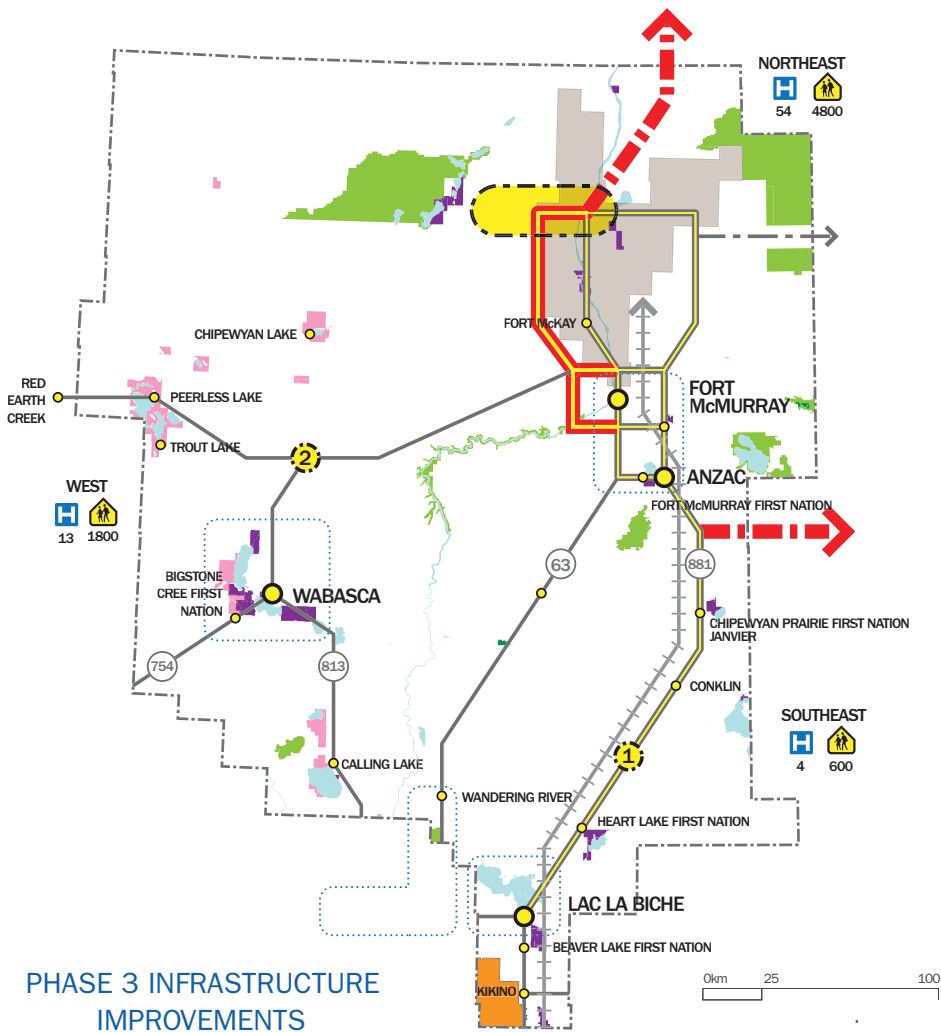 NORTHEAST
H
54 4800
CHIPEWYAN LAKE
FORT McKAY
RED
EARTH
CREEK
PEERLESS LAKE
FORT
McMURRAY
TROUT LAKE
2
WEST
H
13 1800
ANZAC
FORT McMURRAY FIRST NATION
63
881
BIGSTONE
CREE FIRST
NATION
WABASCA
CHIPEWYAN PRAIRIE FIRST NATION
JANVIER
754
813
CONKLIN
SOUTHEAST
H
4 600
1
CALLING LAKE
WANDERING RIVER
HEART LAKE FIRST NATION
LAC LA BICHE
BEAVER LAKE FIRST NATION
KIKINO
PHASE 3 INFRASTRUCTURE
IMPROVEMENTS
0km 25 100